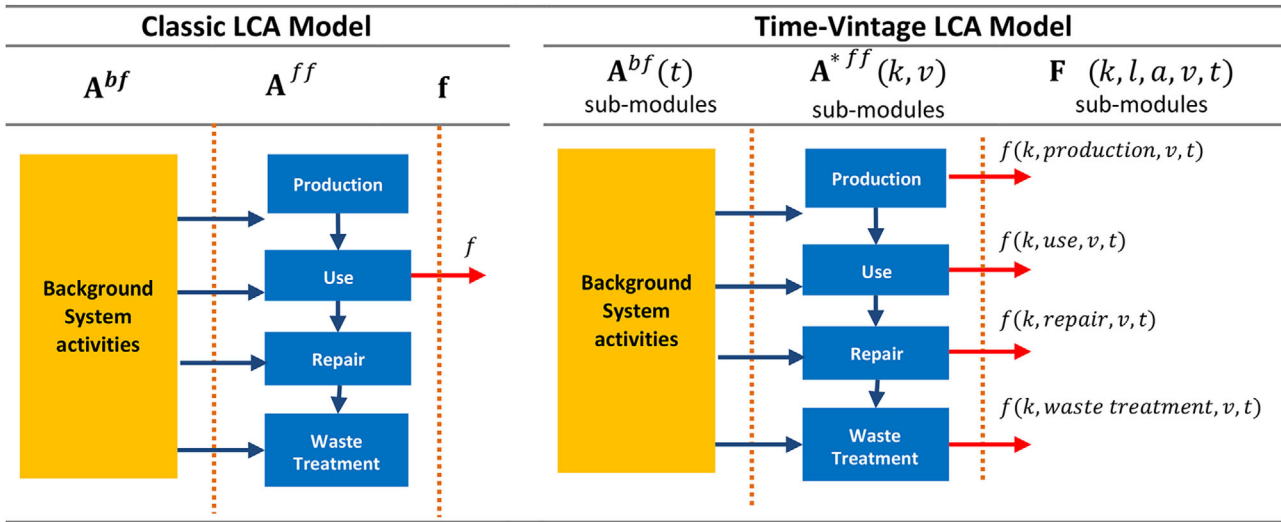 Classic LCA Model
A^bf A^ff f
Production
Use
f
Repair
Waste
Treatment
Background
System
activities
Time-Vintage LCA Model
A^bf(t) A^*ff(k, v) F (k, l, a, v, t)
sub-modules sub-modules sub-modules
Background
System
activities
Production
Use
Repair
Waste
Treatment
f(k, production, v, t)
f(k, use, v, t)
f(k, repair, v, t)
f(k, waste treatment, v, t)